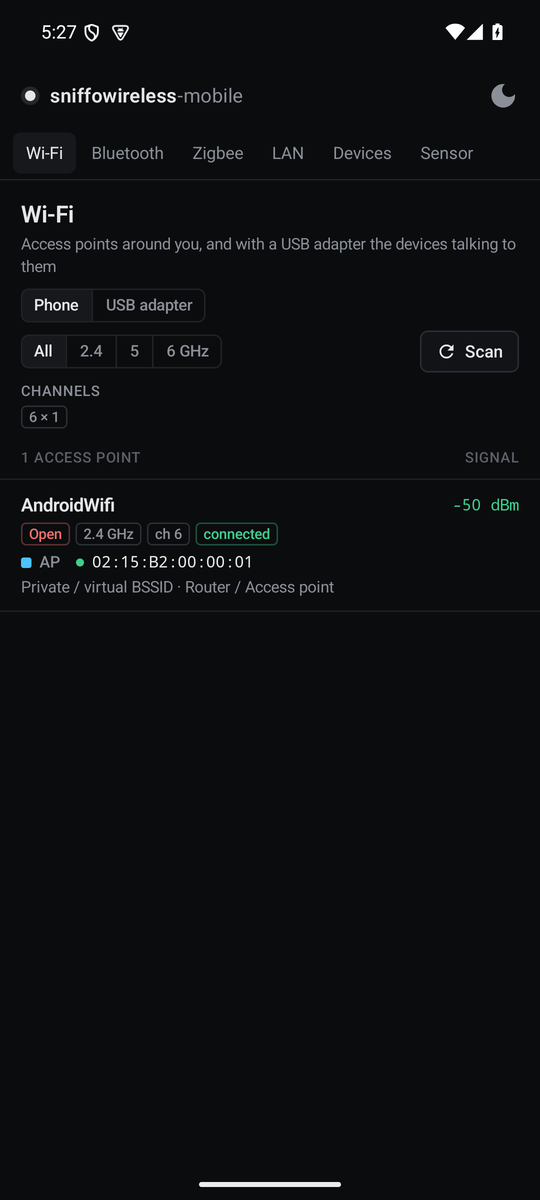 5:27
sniffowireless-mobile
Wi-Fi Bluetooth Zigbee LAN Devices Sensor
Wi-Fi
Access points around you, and with a USB adapter the devices talking to
them
Phone USB adapter
All 2.4 5 6 GHz Scan
CHANNELS
6 × 1
1 ACCESS POINT SIGNAL
AndroidWifi -50 dBm
Open 2.4 GHz ch 6 connected
AP 02:15:B2:00:00:01
Private / virtual BSSID · Router / Access point